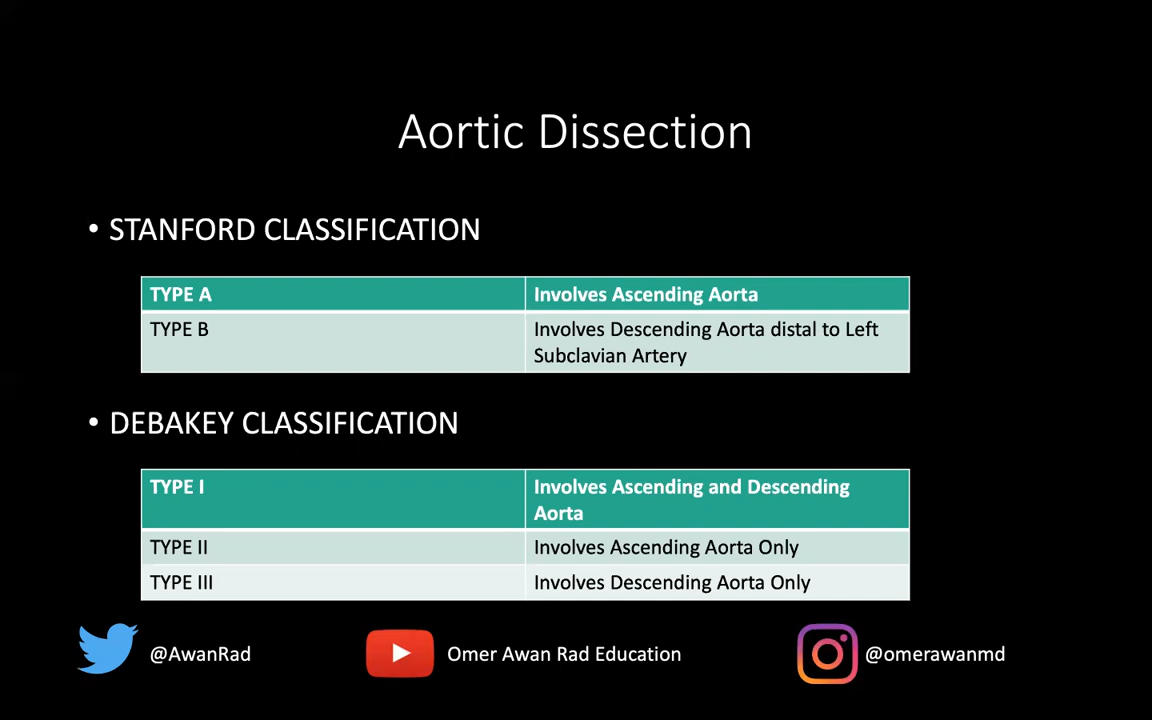 Aortic Dissection
• STANFORD CLASSIFICATION
TYPE A
Involves Ascending Aorta
TYPE B
Involves Descending Aorta distal to Left
Subclavian Artery
• DEBAKEY CLASSIFICATION
TYPE I
Involves Ascending and Descending
Aorta
TYPE II
Involves Ascending Aorta Only
TYPE III
Involves Descending Aorta Only
@AwanRad
Omer Awan Rad Education
@omerawanmd